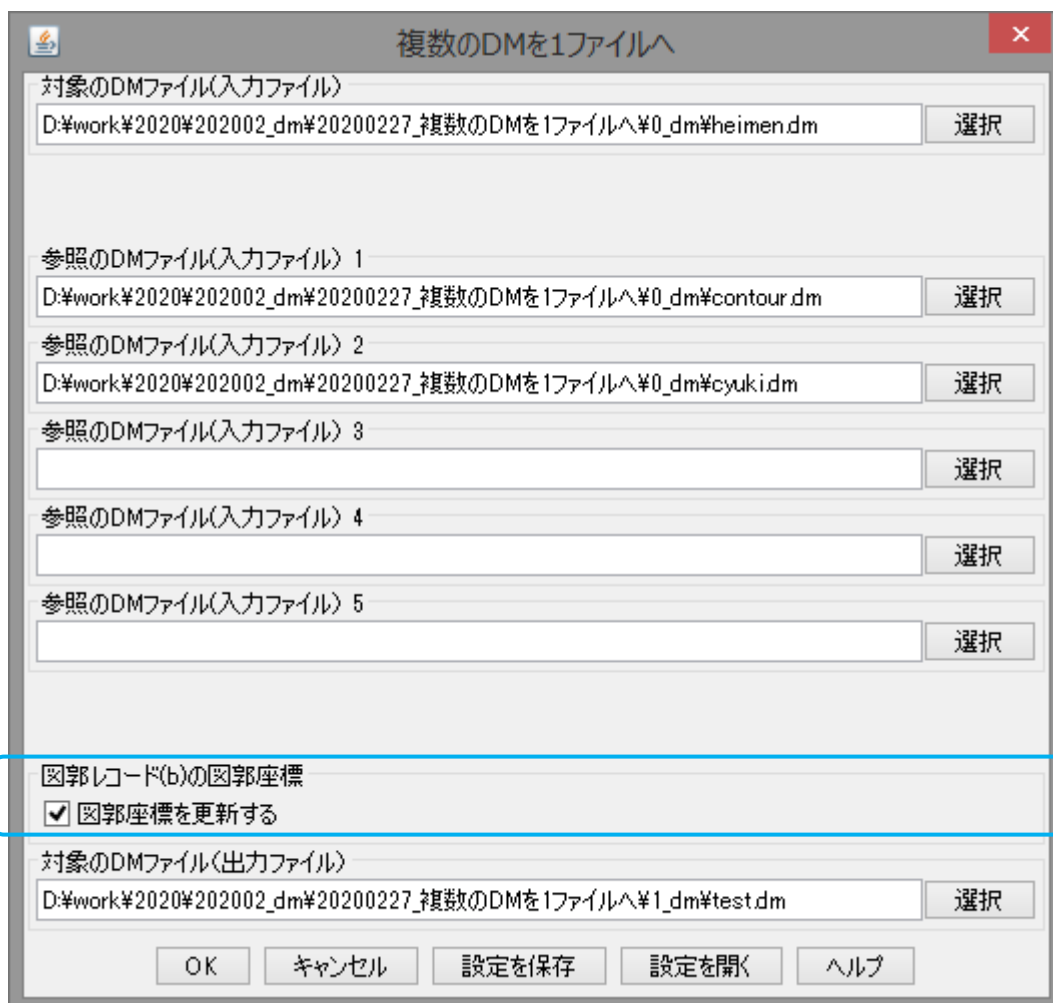 複数のDMを1ファイルへ
対象のDMファイル(入力ファイル)
D:¥work¥2020¥202002_dm¥20200227_複数のDMを1ファイルへ¥0_dm¥heimen.dm 選択
参照のDMファイル(入力ファイル) 1
D:¥work¥2020¥202002_dm¥20200227_複数のDMを1ファイルへ¥0_dm¥contour.dm 選択
参照のDMファイル(入力ファイル) 2
D:¥work¥2020¥202002_dm¥20200227_複数のDMを1ファイルへ¥0_dm¥cyuki.dm 選択
参照のDMファイル(入力ファイル) 3
選択
参照のDMファイル(入力ファイル) 4
選択
参照のDMファイル(入力ファイル) 5
選択
図郭レコード(b)の図郭座標
図郭座標を更新する
対象のDMファイル(出力ファイル)
D:¥work¥2020¥202002_dm¥20200227_複数のDMを1ファイルへ¥1_dm¥test.dm 選択
OK キャンセル 設定を保存 設定を開く ヘルプ